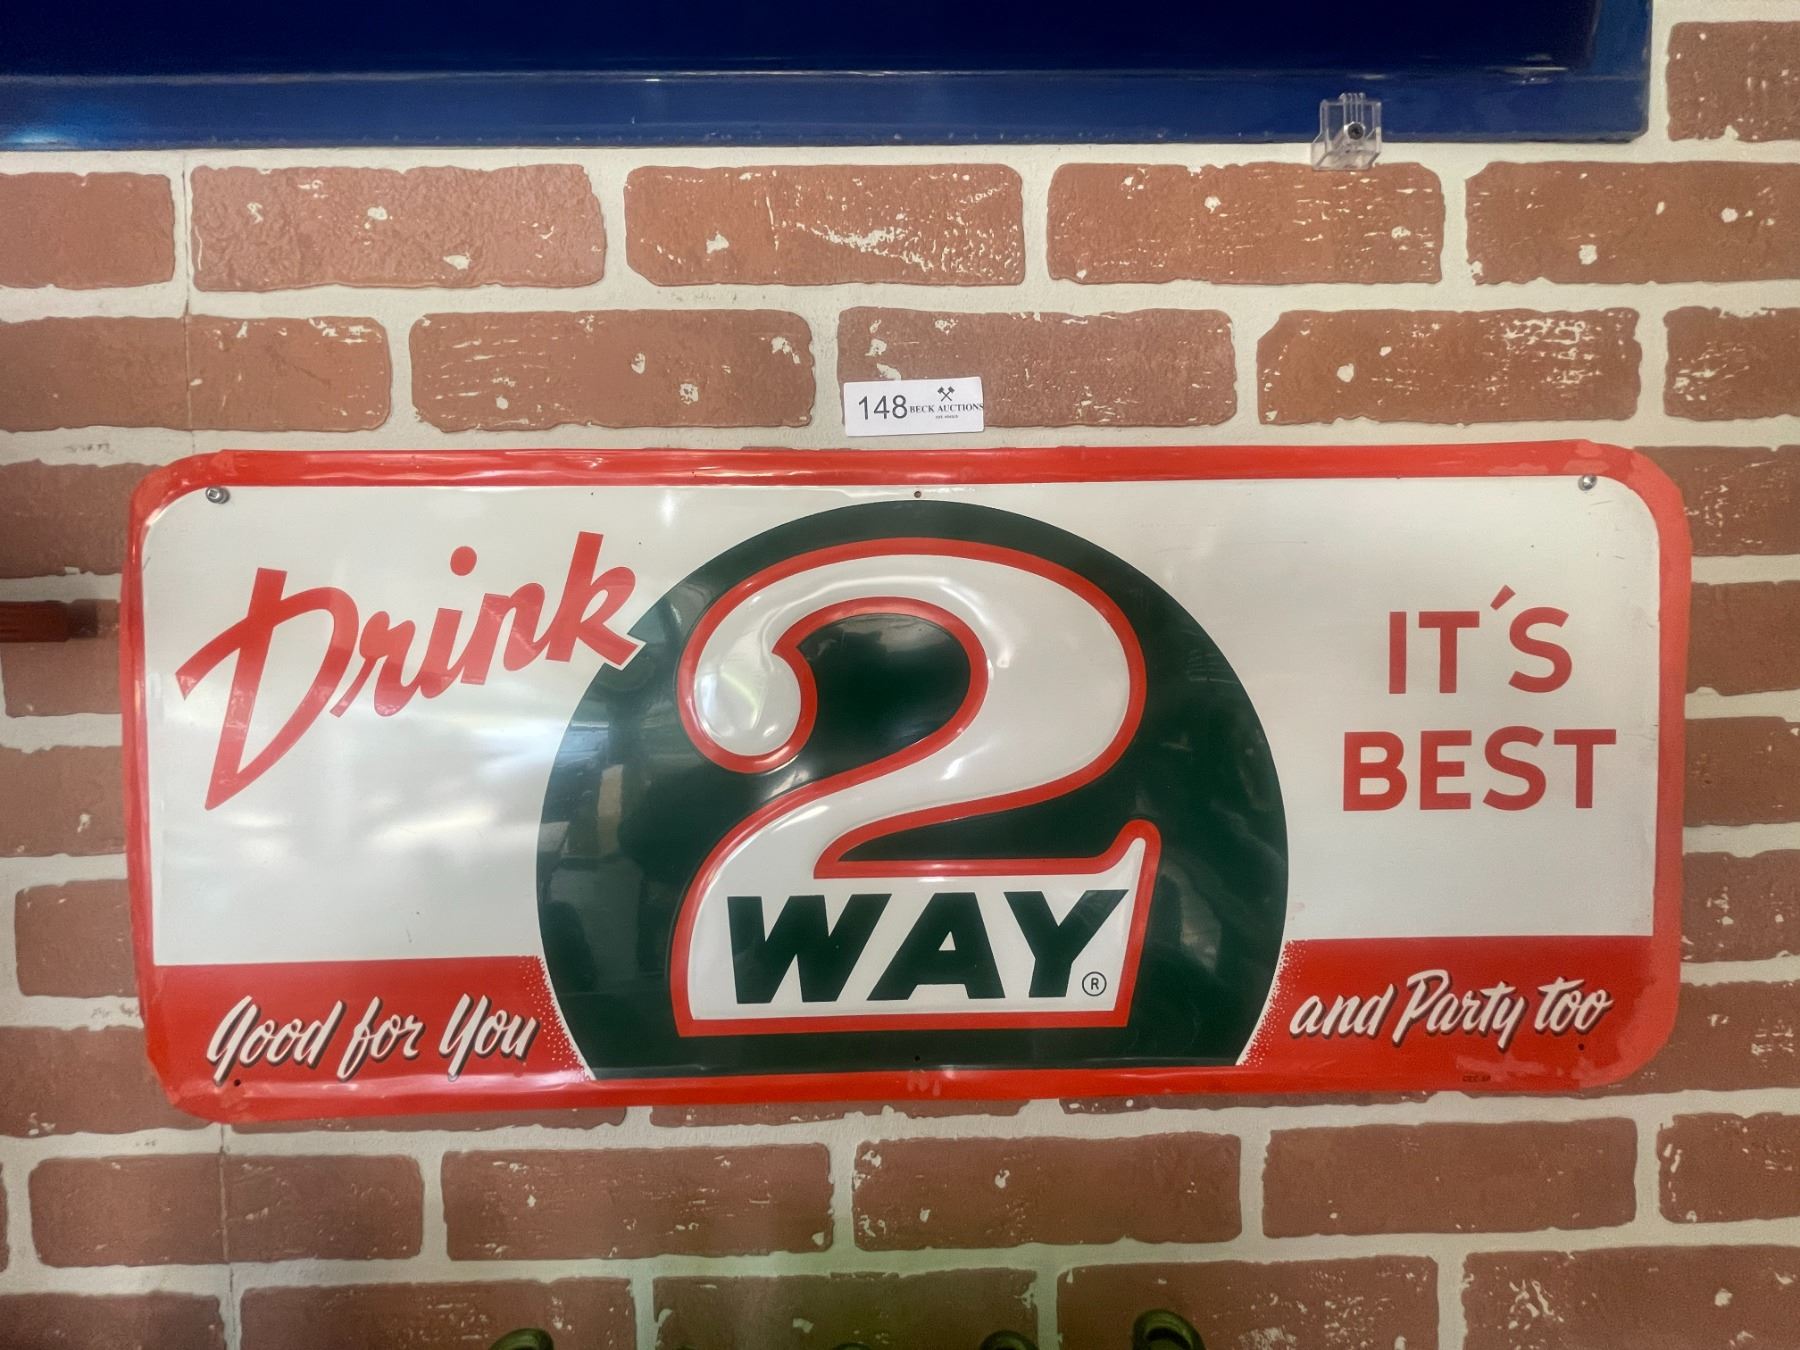 148 BECK AUCTIONS
Drink
2
WAY ®
IT'S
BEST
Good for You
and Party too